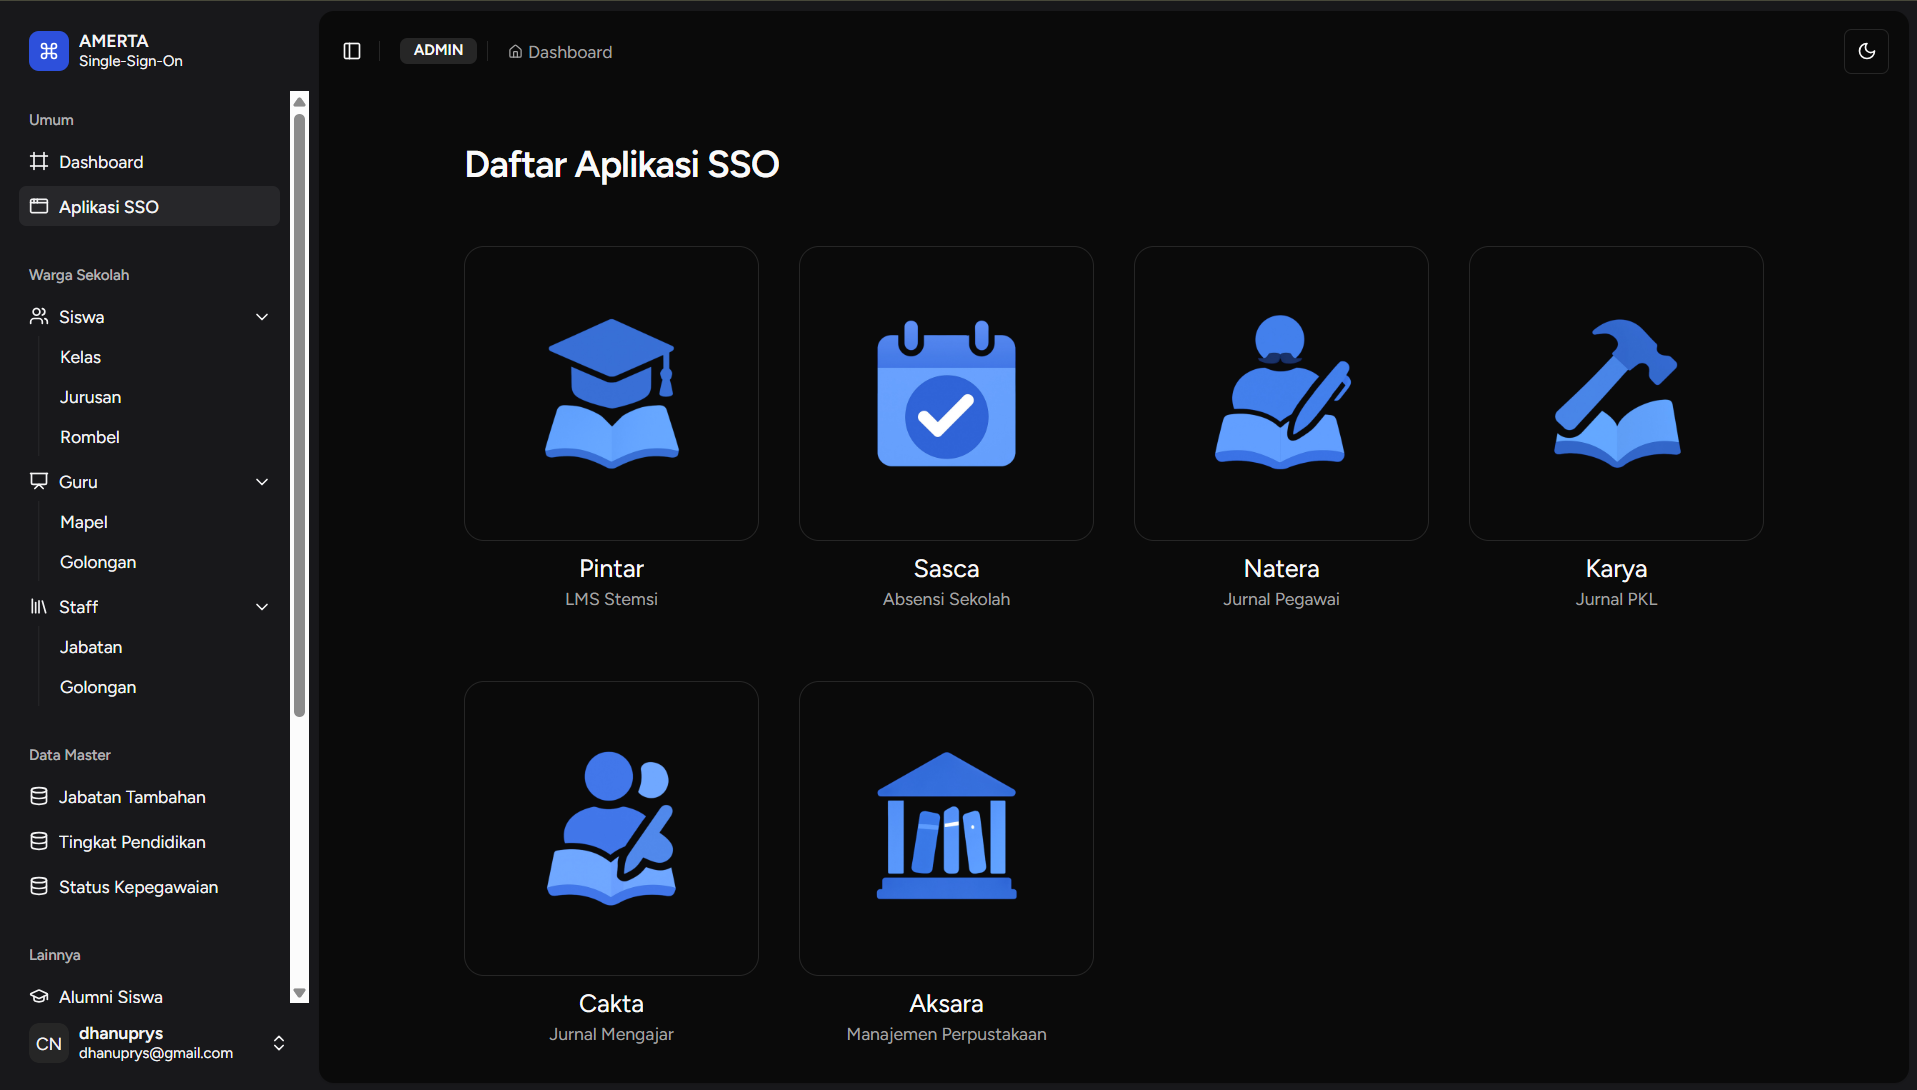 AMERTA
Single-Sign-On
Umum
Dashboard
Aplikasi SSO
Warga Sekolah
Siswa
Kelas
Jurusan
Rombel
Guru
Mapel
Golongan
Staff
Jabatan
Golongan
Data Master
Jabatan Tambahan
Tingkat Pendidikan
Status Kepegawaian
Lainnya
Alumni Siswa
CN
dhanuprys
dhanuprys@gmail.com
ADMIN
Dashboard
Daftar Aplikasi SSO
Pintar
LMS Stemsi
Sasca
Absensi Sekolah
Natera
Jurnal Pegawai
Karya
Jurnal PKL
Cakta
Jurnal Mengajar
Aksara
Manajemen Perpustakaan